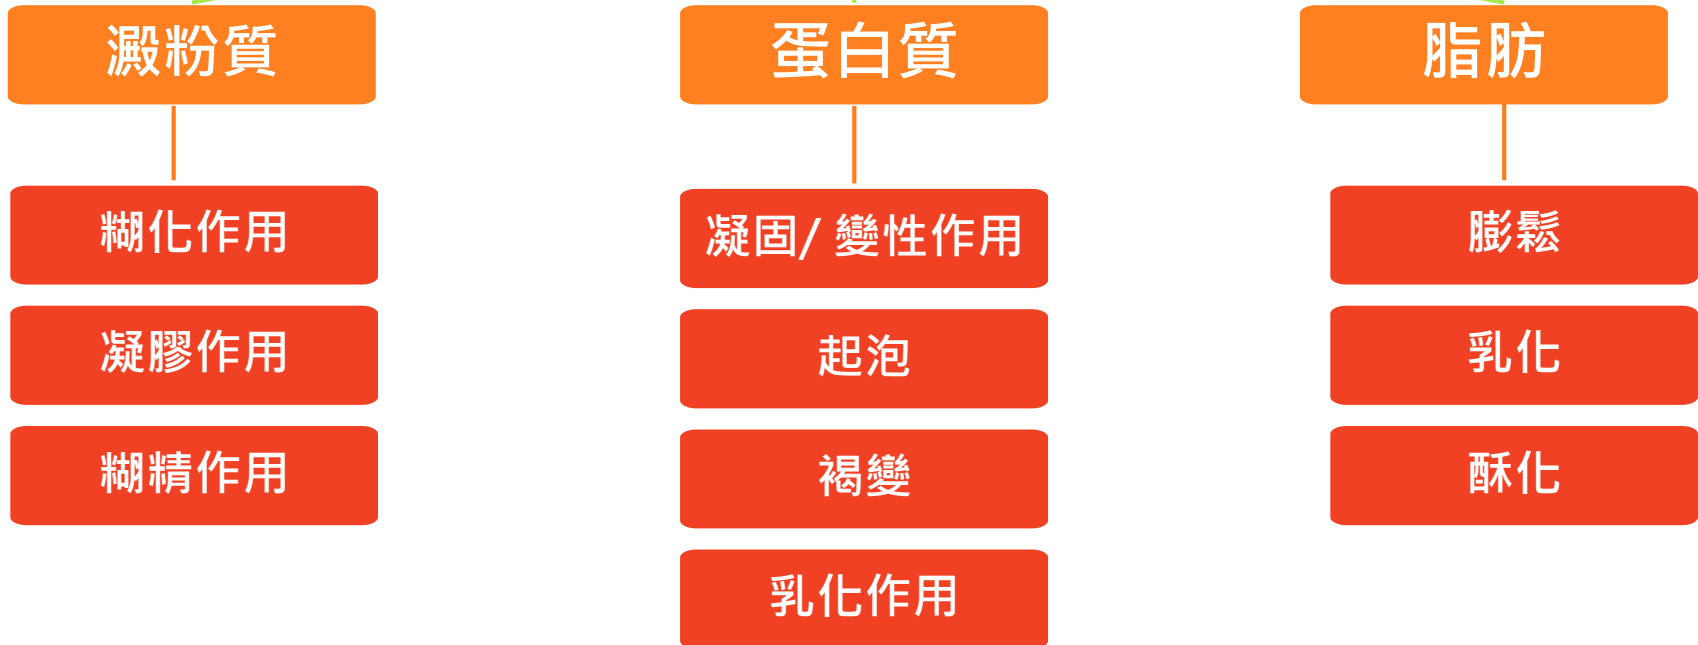 澱粉質
糊化作用
凝膠作用
糊精作用
蛋白質
凝固/ 變性作用
起泡
褐變
乳化作用
脂肪
膨鬆
乳化
酥化